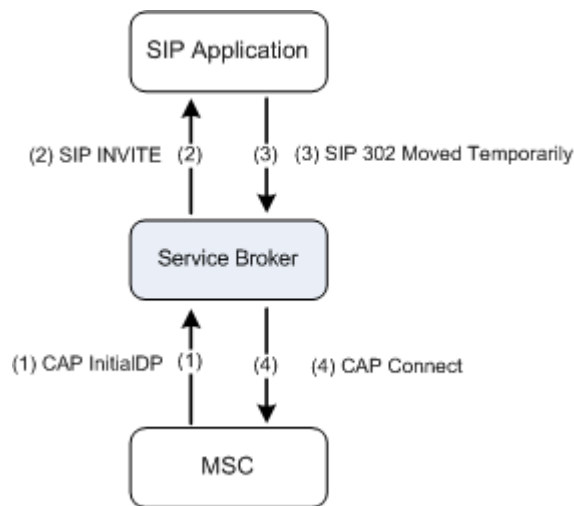 SIP Application
(2) SIP INVITE (2) (3) (3) SIP 302 Moved Temporarily
Service Broker
(1) CAP InitialDP (1) (4) (4) CAP Connect
MSC